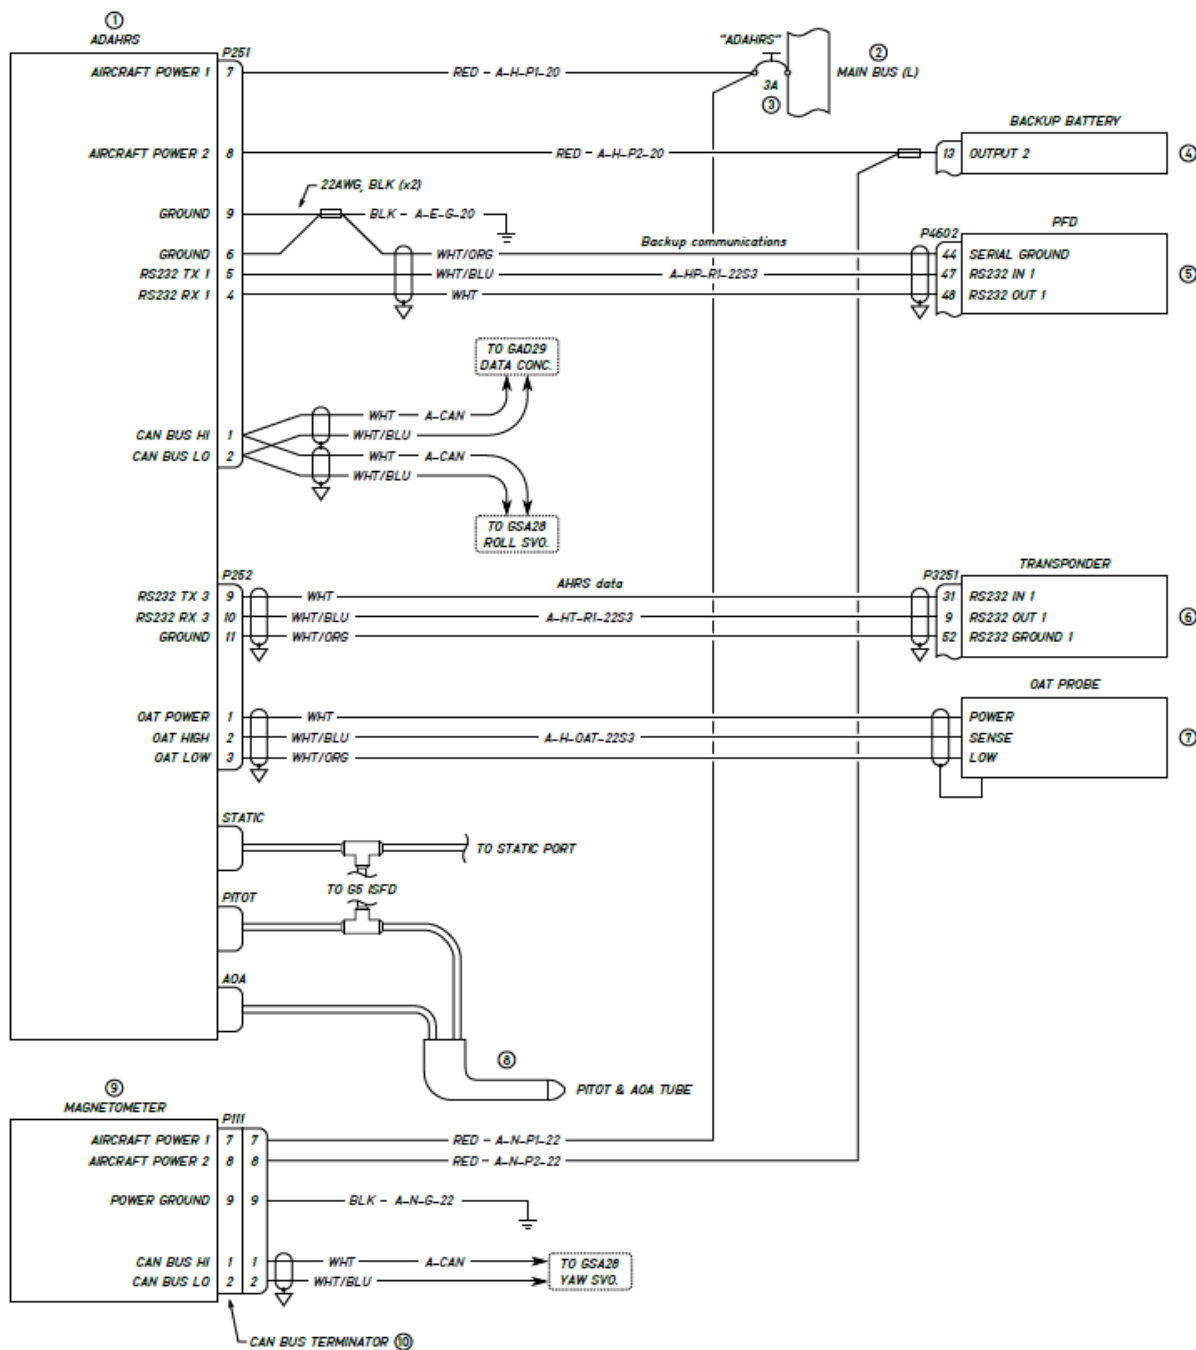 ①
ADAHRS
P251
AIRCRAFT POWER 1 7 RED - A-H-P1-20
"ADAHRS"
3A
③
②
MAIN BUS (L)
BACKUP BATTERY
AIRCRAFT POWER 2 8 RED - A-H-P2-20 13 OUTPUT 2 ④
22AWG, BLK (x2)
GROUND 9 BLK - A-E-G-20
PFD
P4602
Backup communications
GROUND 6 WHT/ORG 44 SERIAL GROUND
RS232 TX 1 5 WHT/BLU A-HP-R1-22S3 47 RS232 IN 1 ⑤
RS232 RX 1 4 WHT 48 RS232 OUT 1
TO GAD29
DATA CONC.
WHT A-CAN
CAN BUS HI 1 WHT/BLU
CAN BUS LO 2 WHT A-CAN
WHT/BLU
TO GSA28
ROLL SVO.
TRANSPONDER
P252
P3251
AHRS data
RS232 TX 3 9 WHT 31 RS232 IN 1
RS232 RX 3 10 WHT/BLU A-HT-R1-22S3 9 RS232 OUT 1 ⑥
GROUND 11 WHT/ORG 52 RS232 GROUND 1
OAT PROBE
OAT POWER 1 WHT POWER
OAT HIGH 2 WHT/BLU A-H-OAT-22S3 SENSE ⑦
OAT LOW 3 WHT/ORG LOW
STATIC
TO STATIC PORT
TO G5 ISFD
PITOT
AOA
⑧
PITOT & AOA TUBE
⑨
MAGNETOMETER
P111
AIRCRAFT POWER 1 7 7 RED - A-N-P1-22
AIRCRAFT POWER 2 8 8 RED - A-N-P2-22
POWER GROUND 9 9 BLK - A-N-G-22
CAN BUS HI 1 1 WHT A-CAN
CAN BUS LO 2 2 WHT/BLU
TO GSA28
YAW SVO.
CAN BUS TERMINATOR ⑩